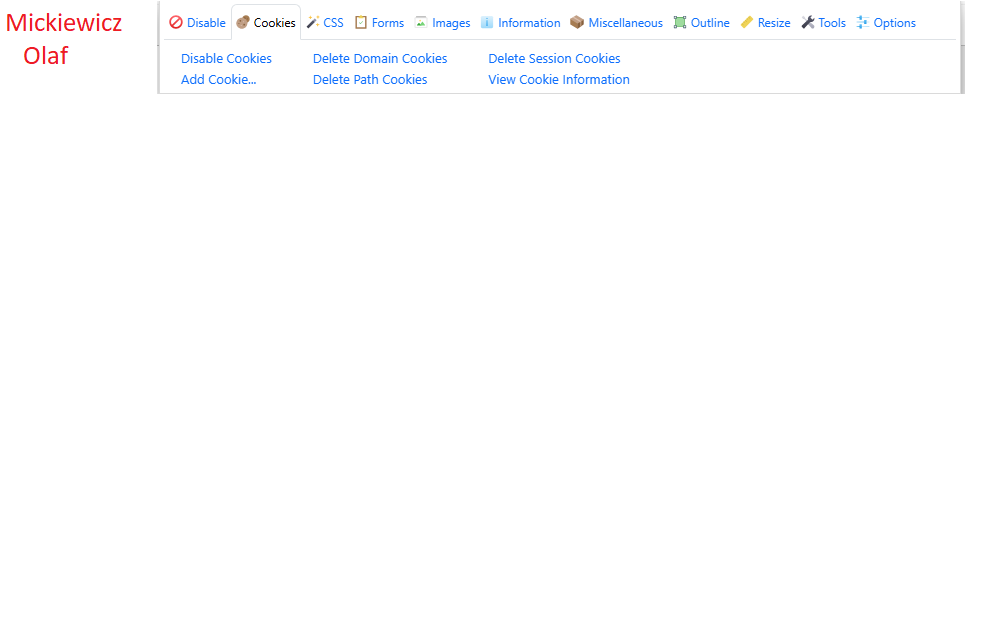 Mickiewicz
Olaf
Disable Cookies CSS Forms Images Information Miscellaneous Outline Resize Tools Options
Disable Cookies Delete Domain Cookies Delete Session Cookies
Add Cookie... Delete Path Cookies View Cookie Information